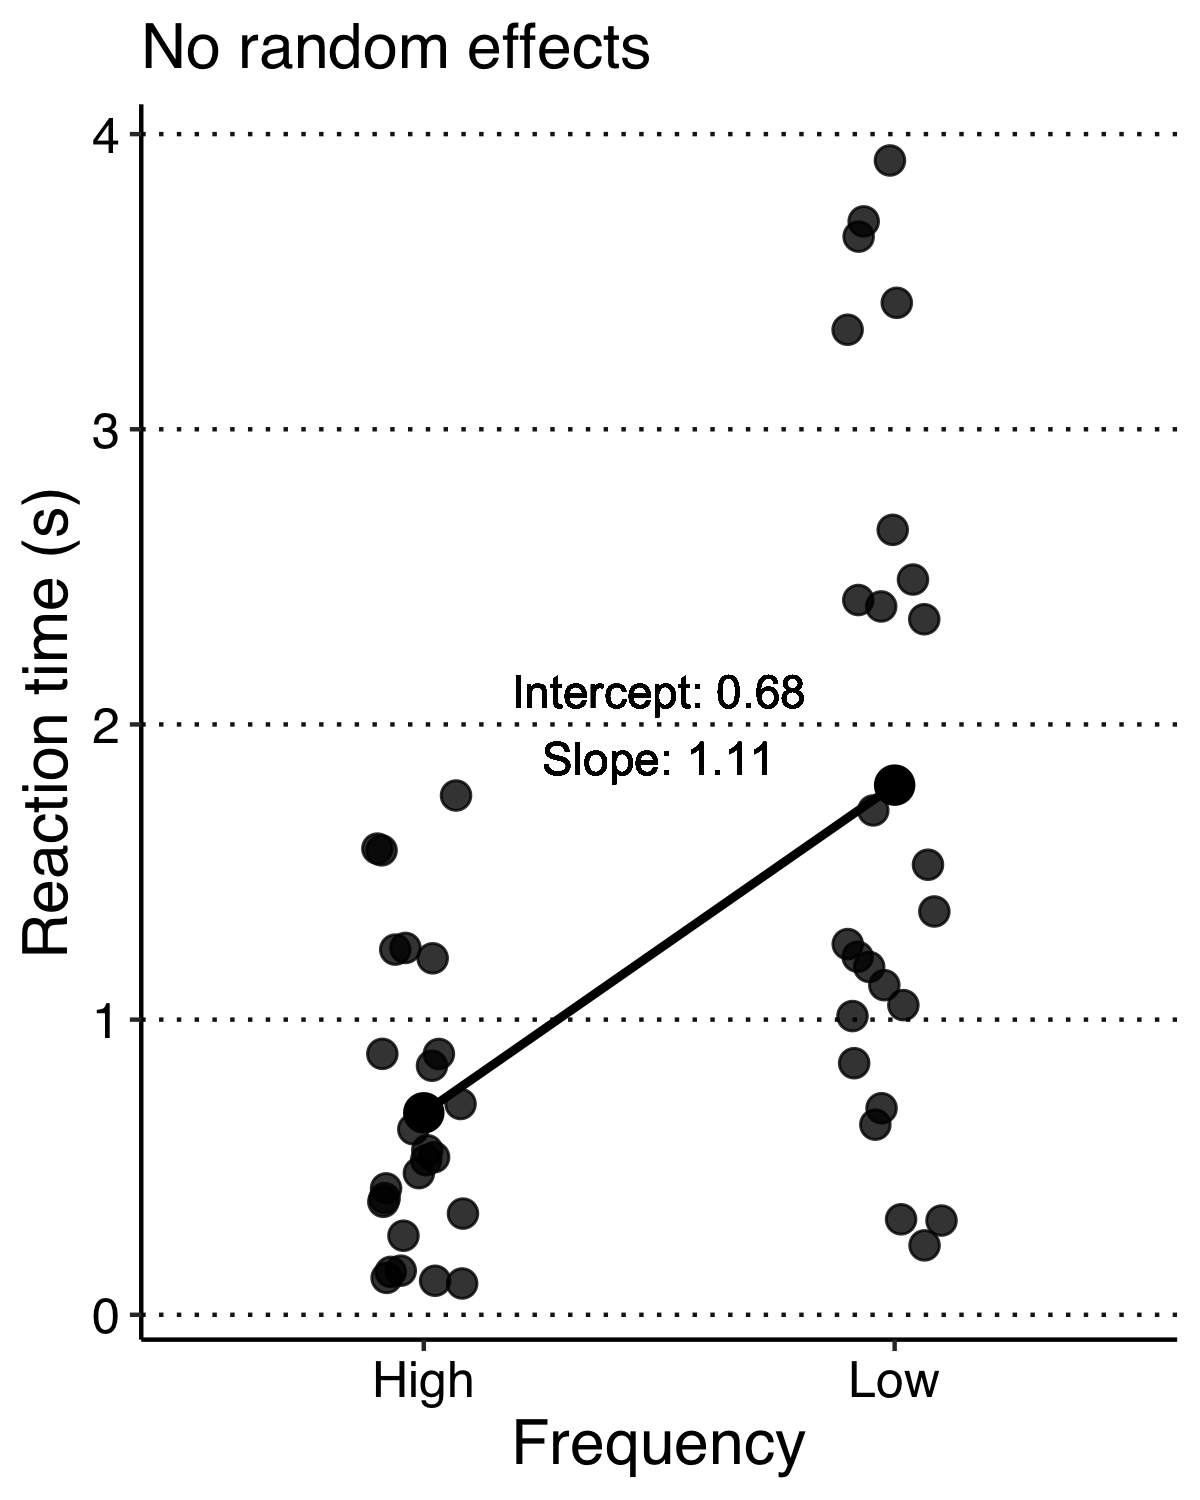 No random effects
4
3
2
1
0
Reaction time (s)
Intercept: 0.68
Slope: 1.11
High
Low
Frequency